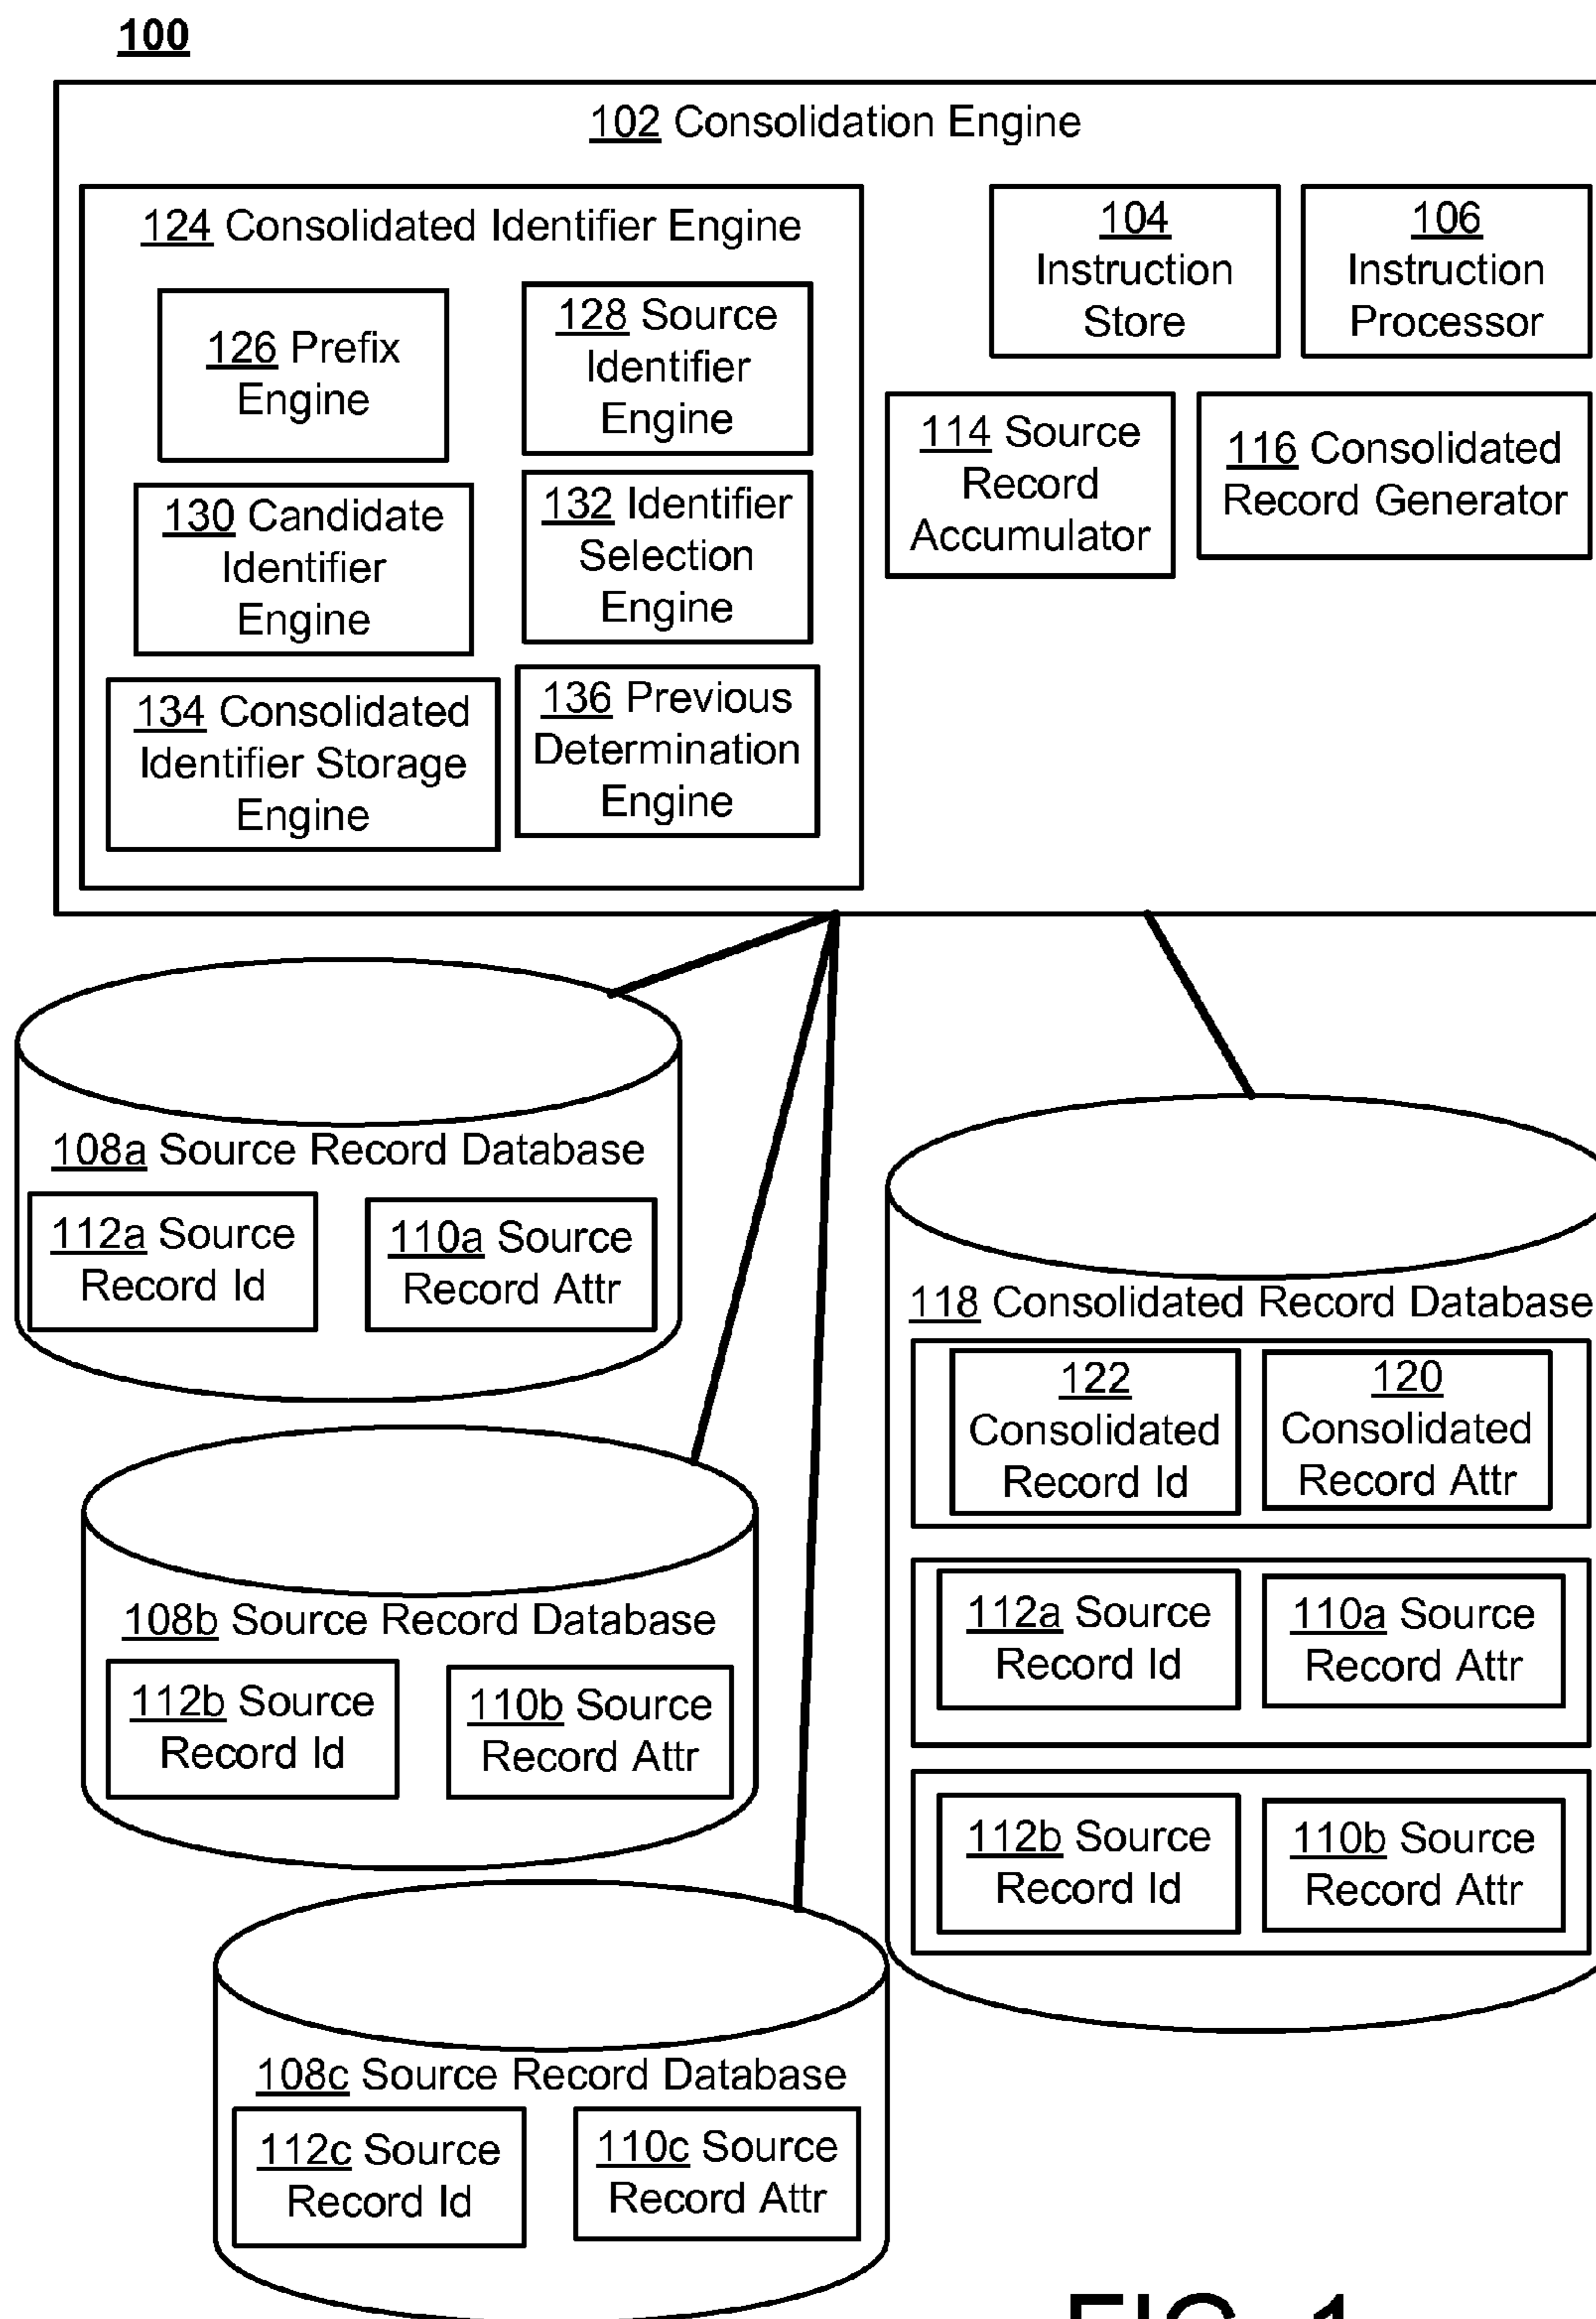 100
102 Consolidation Engine
124 Consolidated Identifier Engine
126 Prefix
Engine
128 Source
Identifier
Engine
130 Candidate
Identifier
Engine
132 Identifier
Selection
Engine
134 Consolidated
Identifier Storage
Engine
136 Previous
Determination
Engine
104
Instruction
Store
106
Instruction
Processor
114 Source
Record
Accumulator
116 Consolidated
Record Generator
108a Source Record Database
112a Source
Record Id
110a Source
Record Attr
108b Source Record Database
112b Source
Record Id
110b Source
Record Attr
108c Source Record Database
112c Source
Record Id
110c Source
Record Attr
118 Consolidated Record Database
122
Consolidated
Record Id
120
Consolidated
Record Attr
112a Source
Record Id
110a Source
Record Attr
112b Source
Record Id
110b Source
Record Attr
FIG. 1